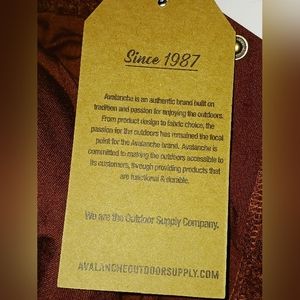 Since 1987
Avalanche is an authentic brand built on
tradition and passion for enjoying the outdoors.
From product design to fabric choice, the
passion for the outdoors has remained the focal
point for the Avalanche brand. Avalanche is
committed to making the outdoors accessible to
its customers, through providing products that
are functional & durable.
We are the Outdoor Supply Company.
AVALANCHEOUTDOORSUPPLY.COM